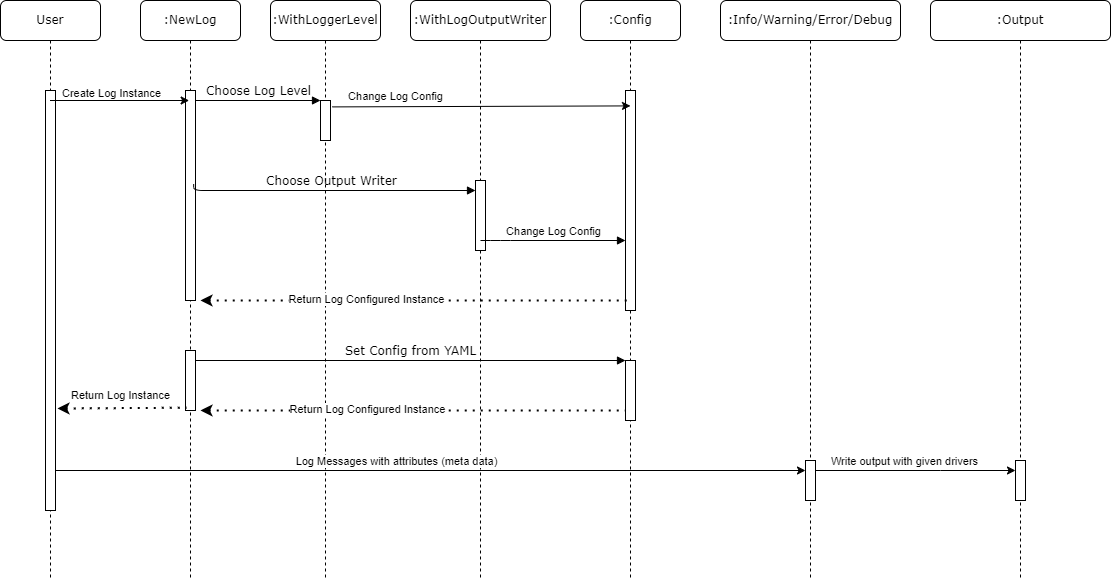 User
:NewLog
:WithLoggerLevel
:WithLogOutputWriter
:Config
:Info/Warning/Error/Debug
:Output
Create Log Instance
Choose Log Level
Change Log Config
Choose Output Writer
Change Log Config
Return Log Configured Instance
Set Config from YAML
Return Log Instance
Return Log Configured Instance
Log Messages with attributes (meta data)
Write output with given drivers